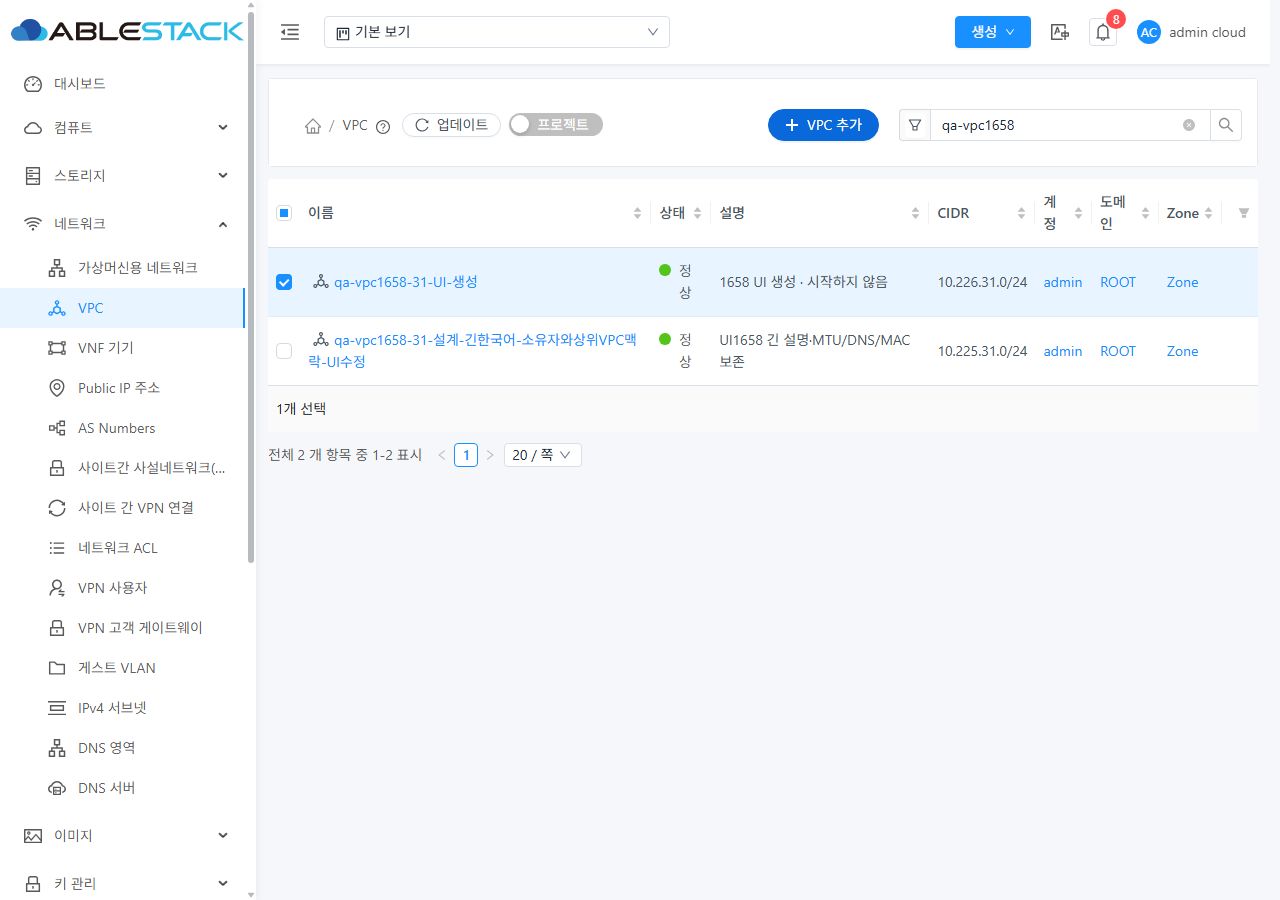 ABLESTACK
기본 보기
생성
8
AC
admin cloud
대시보드
컴퓨트
스토리지
네트워크
가상머신용 네트워크
VPC
VNF 기기
Public IP 주소
AS Numbers
사이트간 사설네트워크(...
사이트 간 VPN 연결
네트워크 ACL
VPN 사용자
VPN 고객 게이트웨이
게스트 VLAN
IPv4 서브넷
DNS 영역
DNS 서버
이미지
키 관리
/ VPC
업데이트
프로젝트
+ VPC 추가
qa-vpc1658
이름
상태
설명
CIDR
계
정
도메
인
Zone
qa-vpc1658-31-UI-생성
정
상
1658 UI 생성 · 시작하지 않음
10.226.31.0/24
admin
ROOT
Zone
qa-vpc1658-31-설계-긴한국어-소유자와상위VPC맥
락-UI수정
정
상
UI1658 긴 설명·MTU/DNS/MAC
보존
10.225.31.0/24
admin
ROOT
Zone
1개 선택
전체 2 개 항목 중 1-2 표시
< 1 >
20 / 쪽